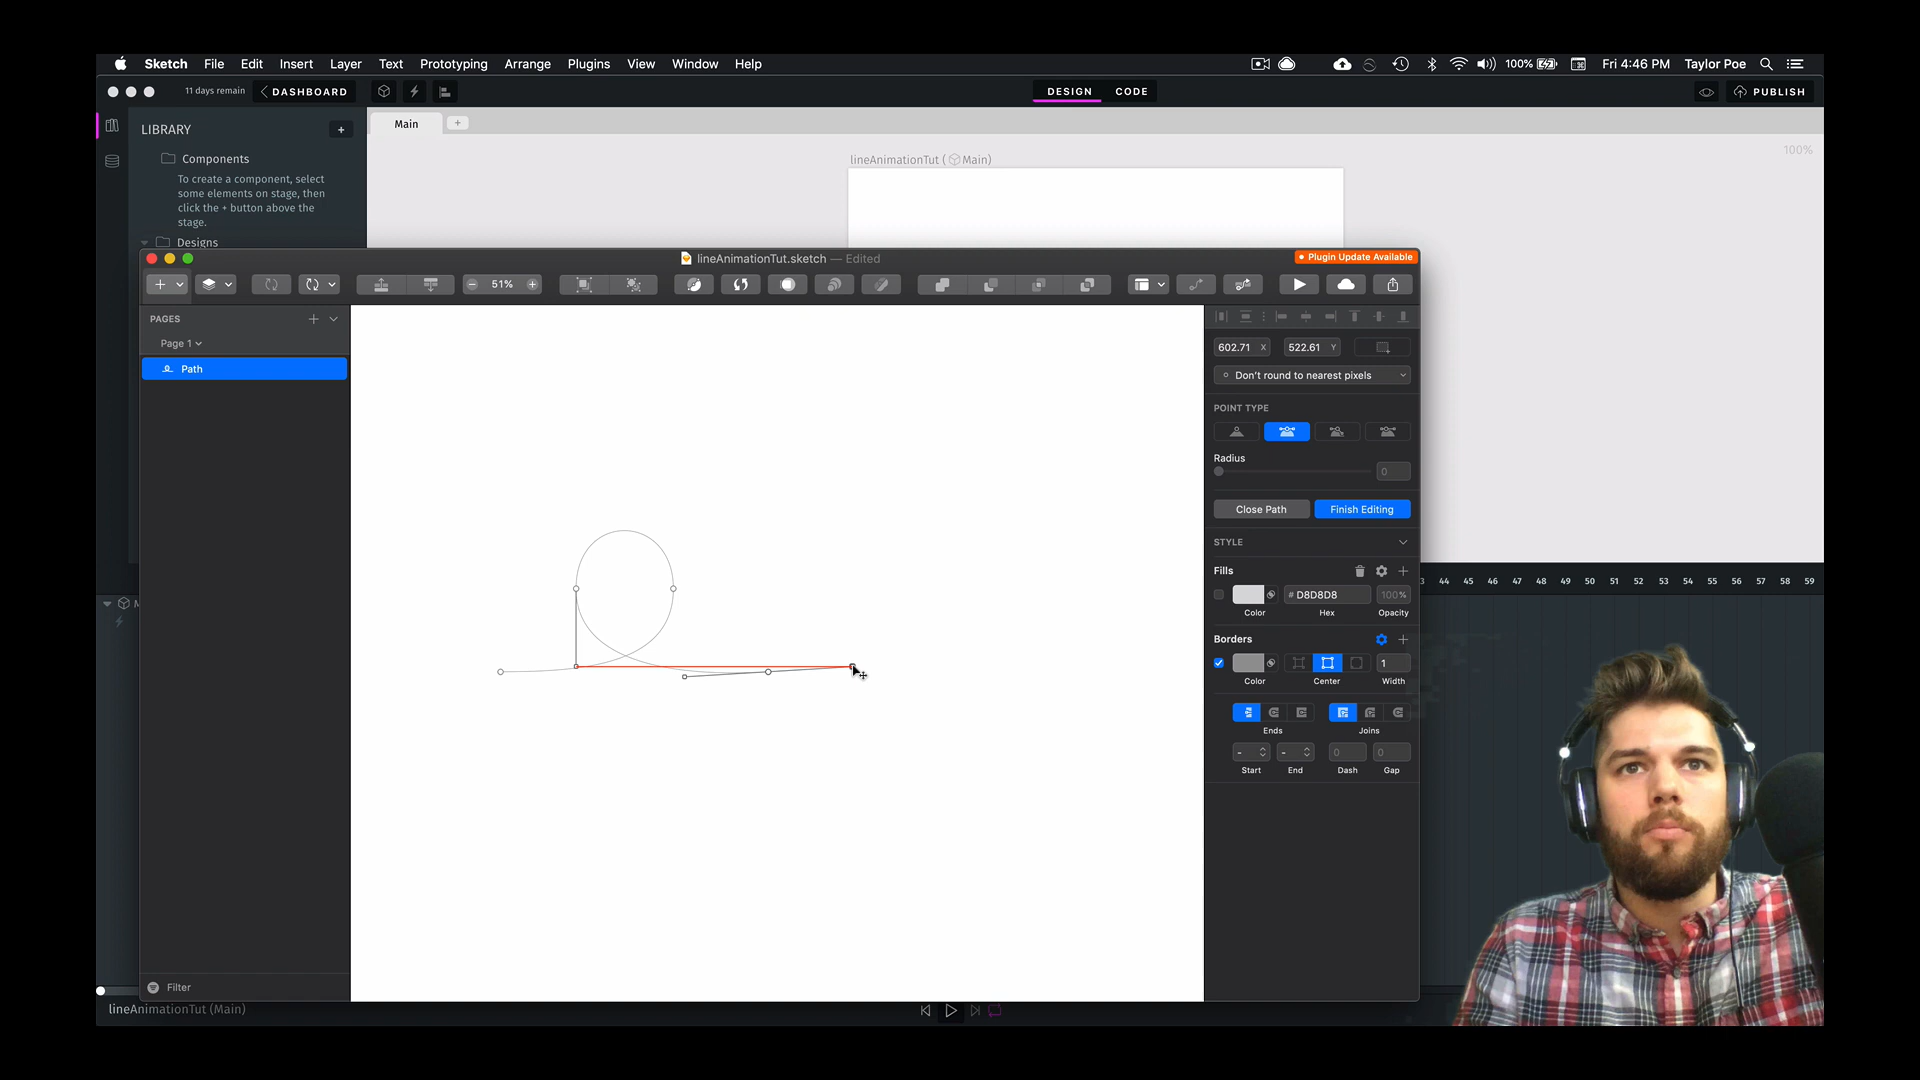 Sketch File Edit Insert Layer Text Prototyping Arrange Plugins View Window Help 100% Fri 4:46 PM Taylor Poe
11 days remain DASHBOARD DESIGN CODE PUBLISH
LIBRARY +
Main +
Components
To create a component, select
some elements on stage, then
click the + button above the
stage.
Designs
lineAnimationTut ( Main)
100%
lineAnimationTut.sketch — Edited
Plugin Update Available
51%
PAGES
Page 1
Path
Filter
602.71 X 522.61 Y
Don't round to nearest pixels
POINT TYPE
Radius
0
Close Path Finish Editing
STYLE
Fills
# D8D8D8 100%
Color Hex Opacity
Borders
1
Color Center Width
Ends Joins
- - 0 0
Start End Dash Gap
3 44 45 46 47 48 49 50 51 52 53 54 55 56 57 58 59
M
lineAnimationTut (Main)